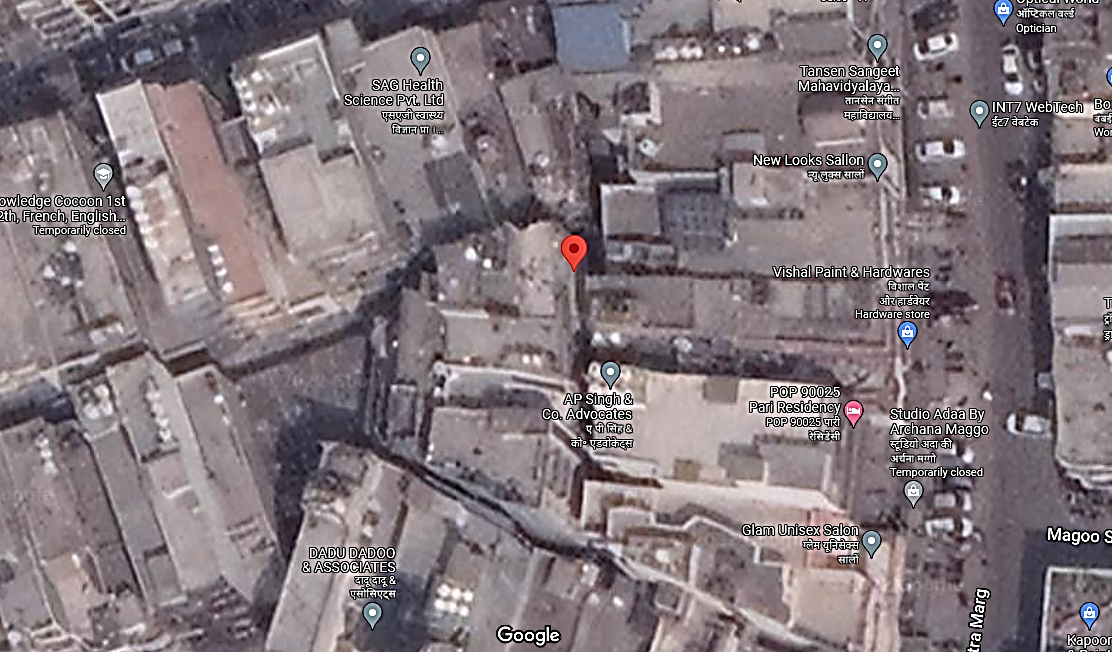 Optical World
ऑप्टिकल वर्ल्ड
Optician
SAG Health
Science Pvt. Ltd
एसएजी स्वास्थ्य
विज्ञान प्रा।...
Tansen Sangeet
Mahavidyalaya...
तानसेन संगीत
महाविद्यालय...
INT7 WebTech
ईंट7 वेबटेक
Bo
New Looks Sallon
न्यू लुक्स सालों
owledge Cocoon 1st
2th, French, English...
Temporarily closed
Vishal Paint & Hardwares
विशाल पेंट
और हार्डवेयर
Hardware store
AP Singh &
Co. Advocates
ए पी सिंह &
को॰ एडवोकेट्स
POP 90025
Pari Residency
POP 90025 पारी
रेसिडेंसी
Studio Adaa By
Archana Maggo
स्टूडियो अदा की
अर्चना मग्गो
Temporarily closed
Glam Unisex Salon
ग्लैम यूनिसेक्स
सालों
Magoo S
DADU DADOO
& ASSOCIATES
दादू दादू &
एसोसिएट्स
tra Marg
Google
Kapoor